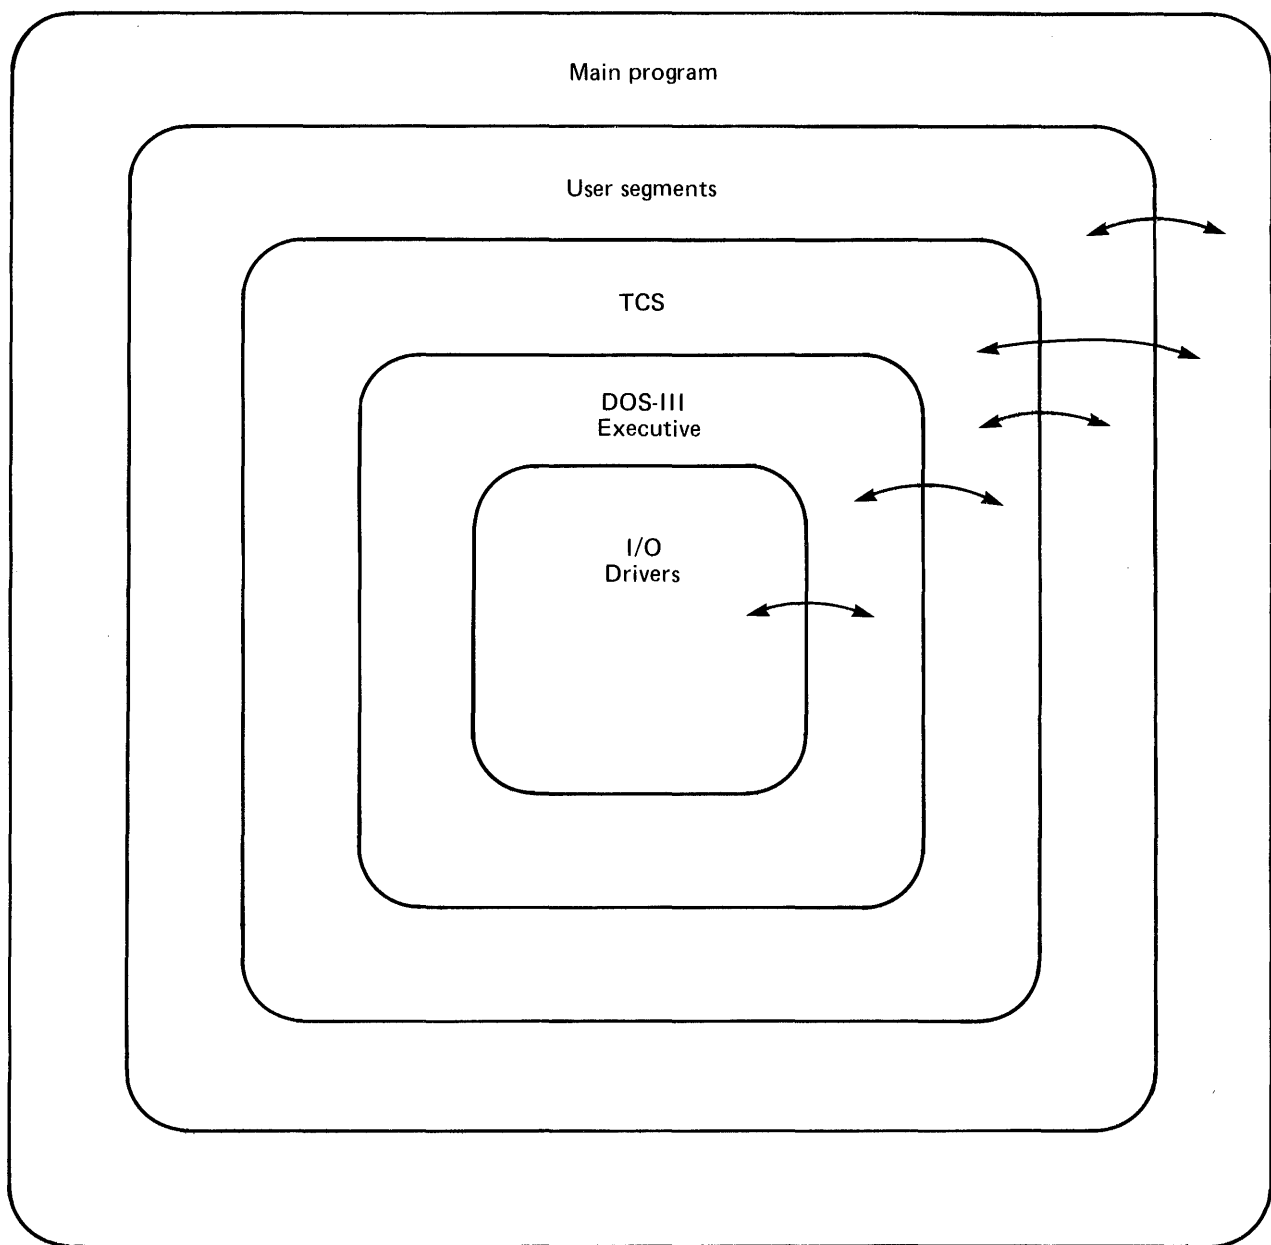 Main program
User segments
TCS
DOS-III
Executive
I/O
Drivers